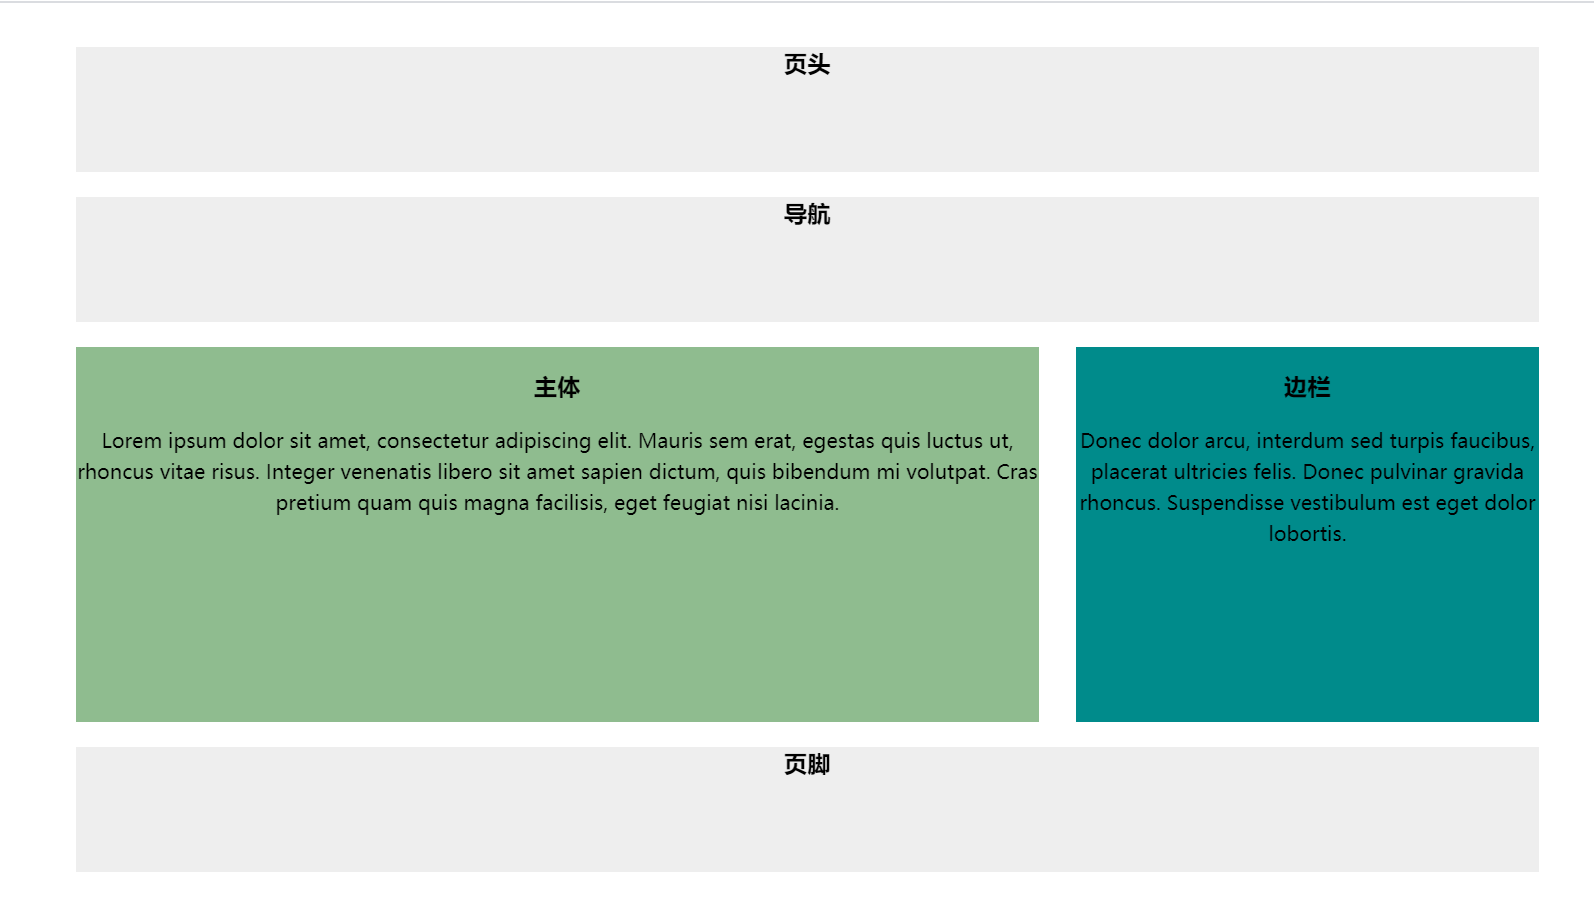 页头
导航
主体
Lorem ipsum dolor sit amet, consectetur adipiscing elit. Mauris sem erat, egestas quis luctus ut,
rhoncus vitae risus. Integer venenatis libero sit amet sapien dictum, quis bibendum mi volutpat. Cras
pretium quam quis magna facilisis, eget feugiat nisi lacinia.
边栏
Donec dolor arcu, interdum sed turpis faucibus,
placerat ultricies felis. Donec pulvinar gravida
rhoncus. Suspendisse vestibulum est eget dolor
lobortis.
页脚